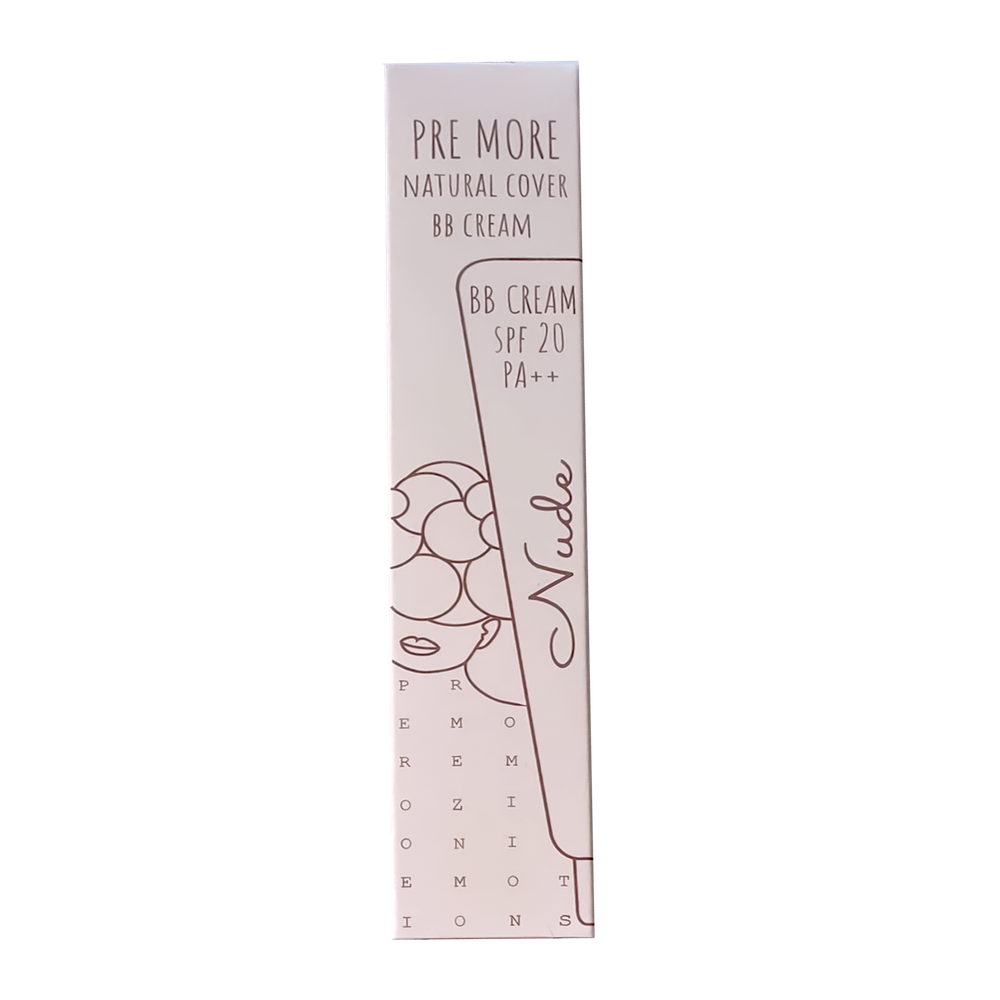 PRE MORE
NATURAL COVER
BB CREAM
BB CREAM
SPF 20
PA++
Nude
P R
E M O
R E M
O Z I
O N I
E M O T
I O N S